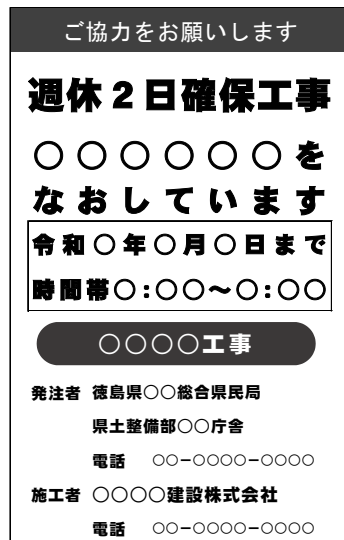 ご協力をお願いします
週休２日確保工事
○○○○○○を
なおしています
令和○年○月○日まで
時間帯○:○○～○:○○
○○○○工事
発注者 徳島県○○総合県民局
県土整備部○○庁舎
電話 ○○-○○○○-○○○○
施工者 ○○○○建設株式会社
電話 ○○-○○○○-○○○○